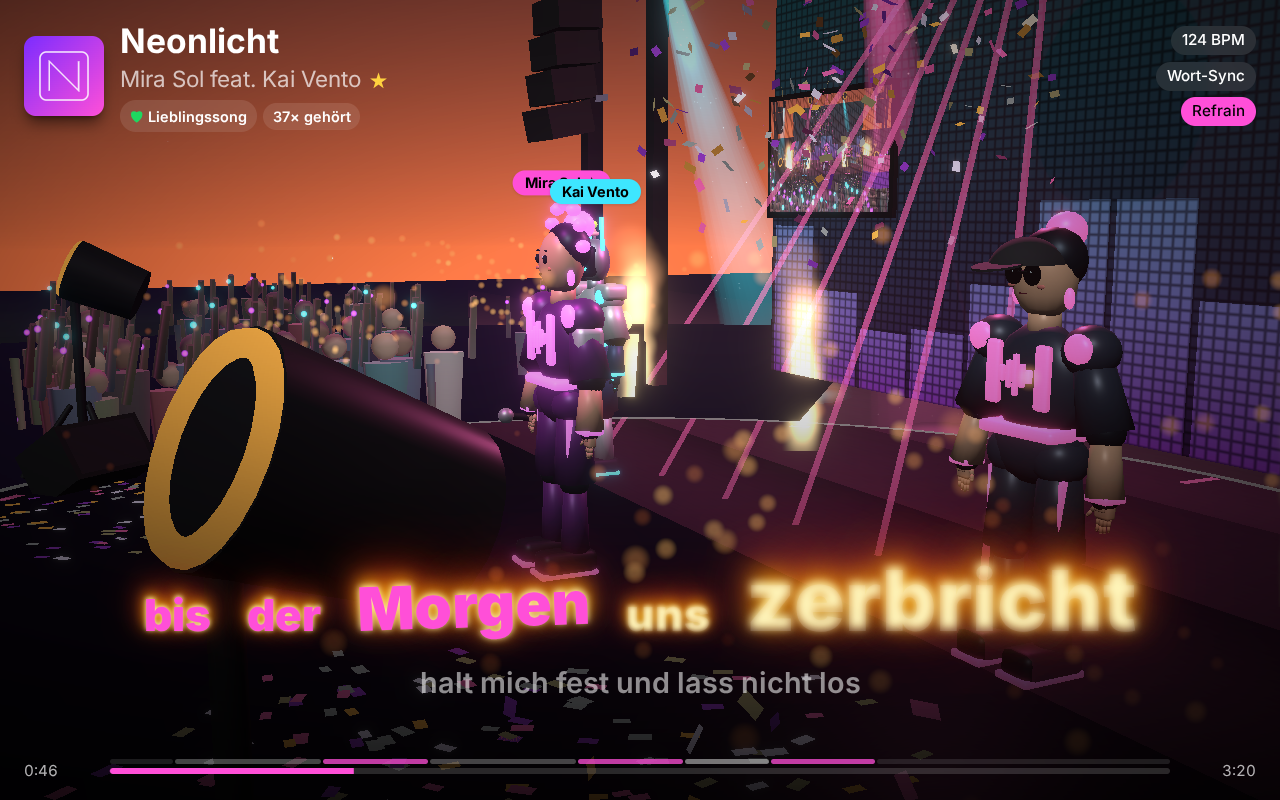 Neonlicht
Mira Sol feat. Kai Vento ⭐
Lieblingssong
37× gehört
124 BPM
Wort-Sync
Refrain
N
Kai Vento
bis der Morgen uns zerbricht
halt mich fest und lass nicht los
0:46
3:20